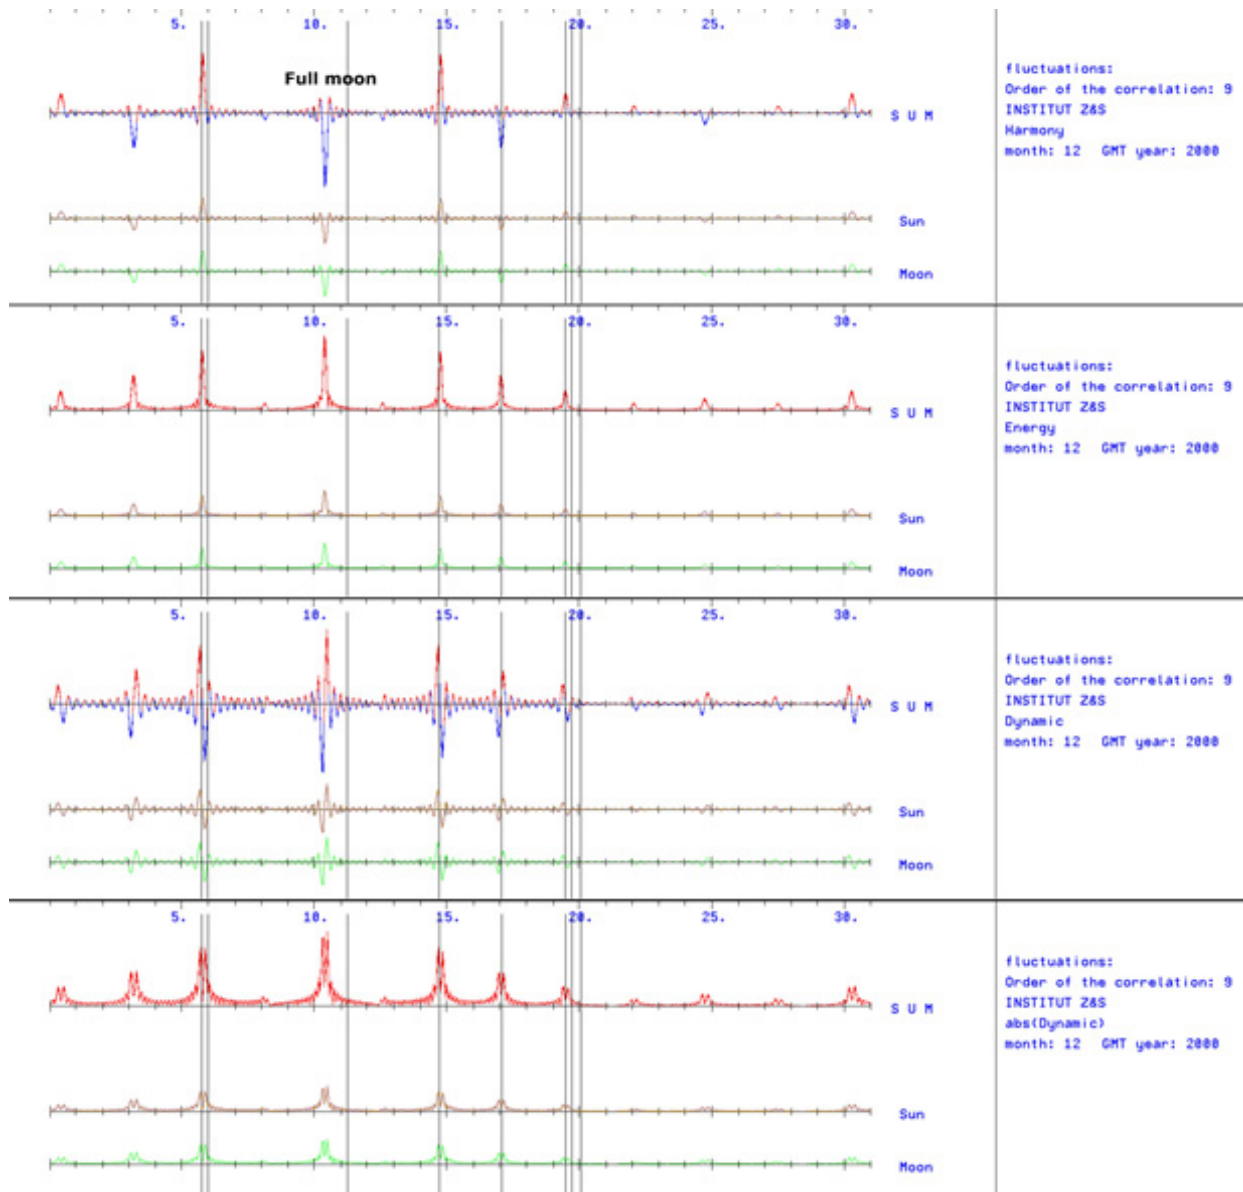 5. 10. 15. 20. 25. 30.
Full moon
fluctuations:
Order of the correlation: 9
INSTITUT Z&S
Harmony
month: 12 GMT year: 2000
S U M
Sun
Moon
5. 10. 15. 20. 25. 30.
fluctuations:
Order of the correlation: 9
INSTITUT Z&S
Energy
month: 12 GMT year: 2000
S U M
Sun
Moon
5. 10. 15. 20. 25. 30.
fluctuations:
Order of the correlation: 9
INSTITUT Z&S
Dynamic
month: 12 GMT year: 2000
S U M
Sun
Moon
5. 10. 15. 20. 25. 30.
fluctuations:
Order of the correlation: 9
INSTITUT Z&S
abs(Dynamic)
month: 12 GMT year: 2000
S U M
Sun
Moon